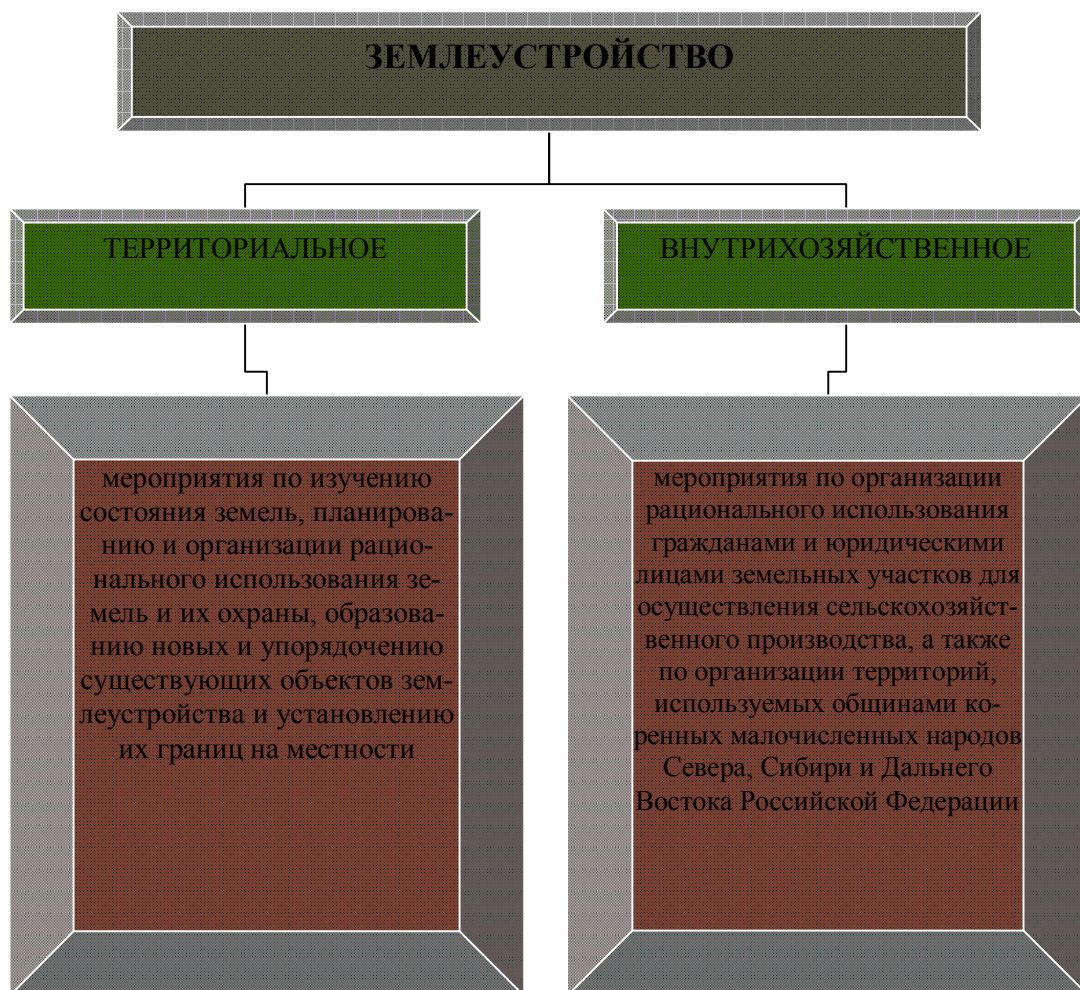 ЗЕМЛЕУСТРОЙСТВО
ТЕРРИТОРИАЛЬНОЕ
ВНУТРИХОЗЯЙСТВЕННОЕ
мероприятия по изучению
состояния земель, планирова-
нию и организации рацио-
нального использования зе-
мель и их охраны, образова-
нию новых и упорядочению
существующих объектов зем-
леустройства и установлению
их границ на местности
мероприятия по организации
рационального использования
гражданами и юридическими
лицами земельных участков для
осуществления сельскохозяйст-
венного производства, а также
по организации территорий,
используемых общинами ко-
ренных малочисленных народов
Севера, Сибири и Дальнего
Востока Российской Федерации